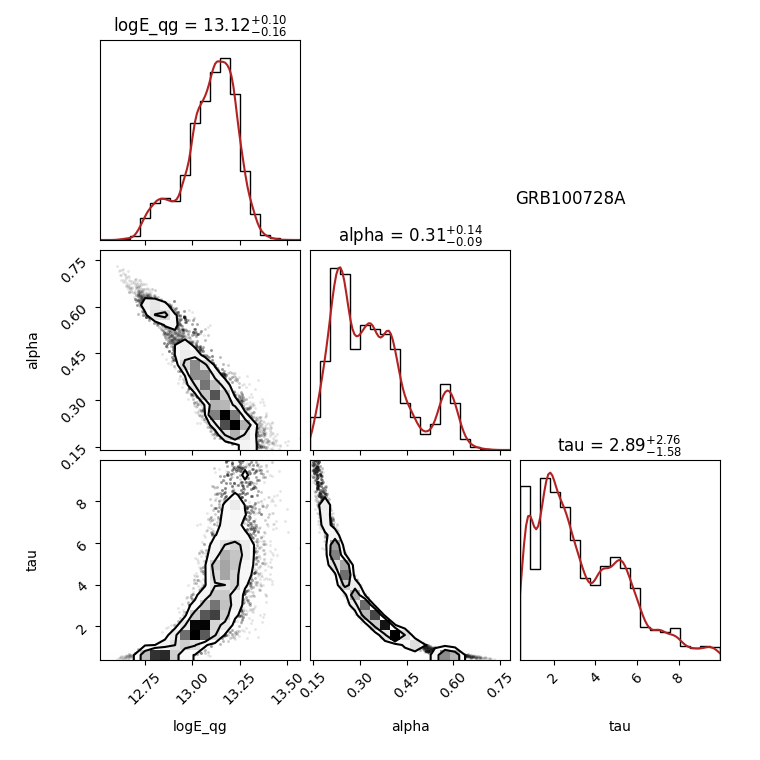 logE_qg = 13.12+0.10−0.16
GRB100728A
alpha = 0.31+0.14−0.09
0.75
0.60
0.45
0.30
0.15
alpha
tau = 2.89+2.76−1.58
8
6
4
2
tau
12.75 13.00 13.25 13.50
0.15 0.30 0.45 0.60 0.75
2 4 6 8
logE_qg alpha tau